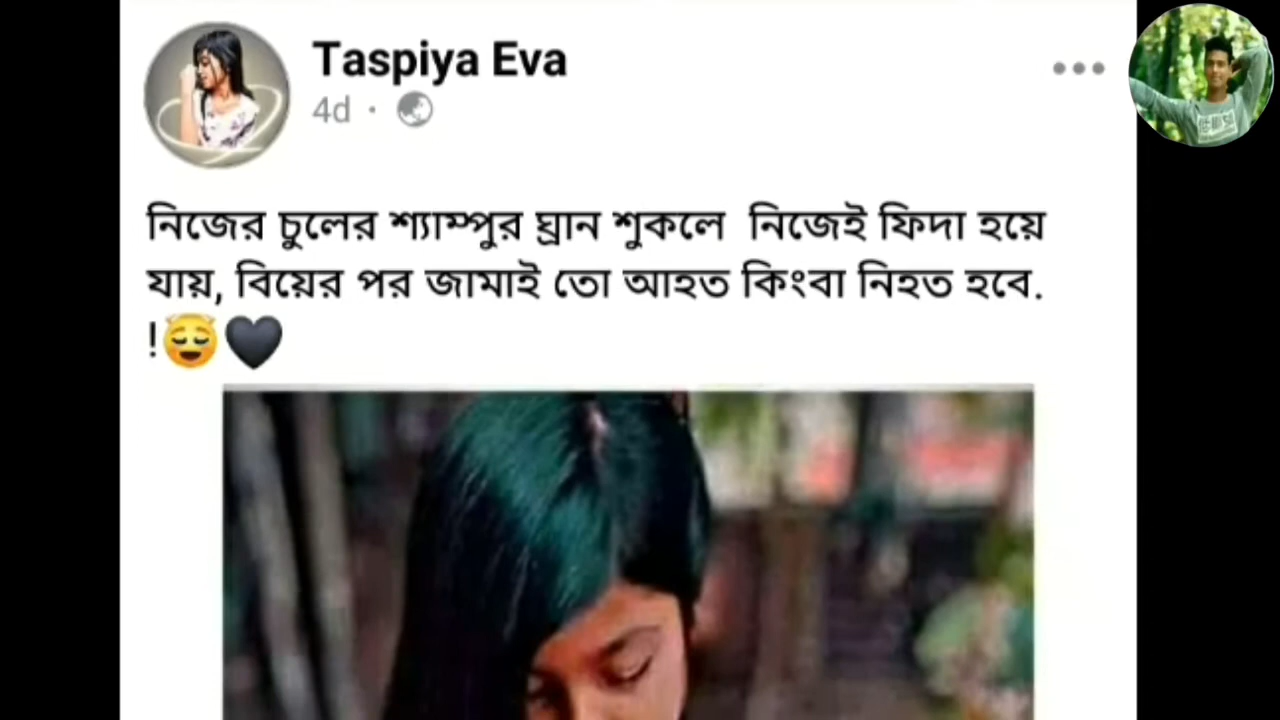 Taspiya Eva
4d ·
নিজের চুলের শ্যাম্পুর ঘ্রান শুকলে নিজেই ফিদা হয়ে
যায়, বিয়ের পর জামাই তো আহত কিংবা নিহত হবে.
!😇🖤